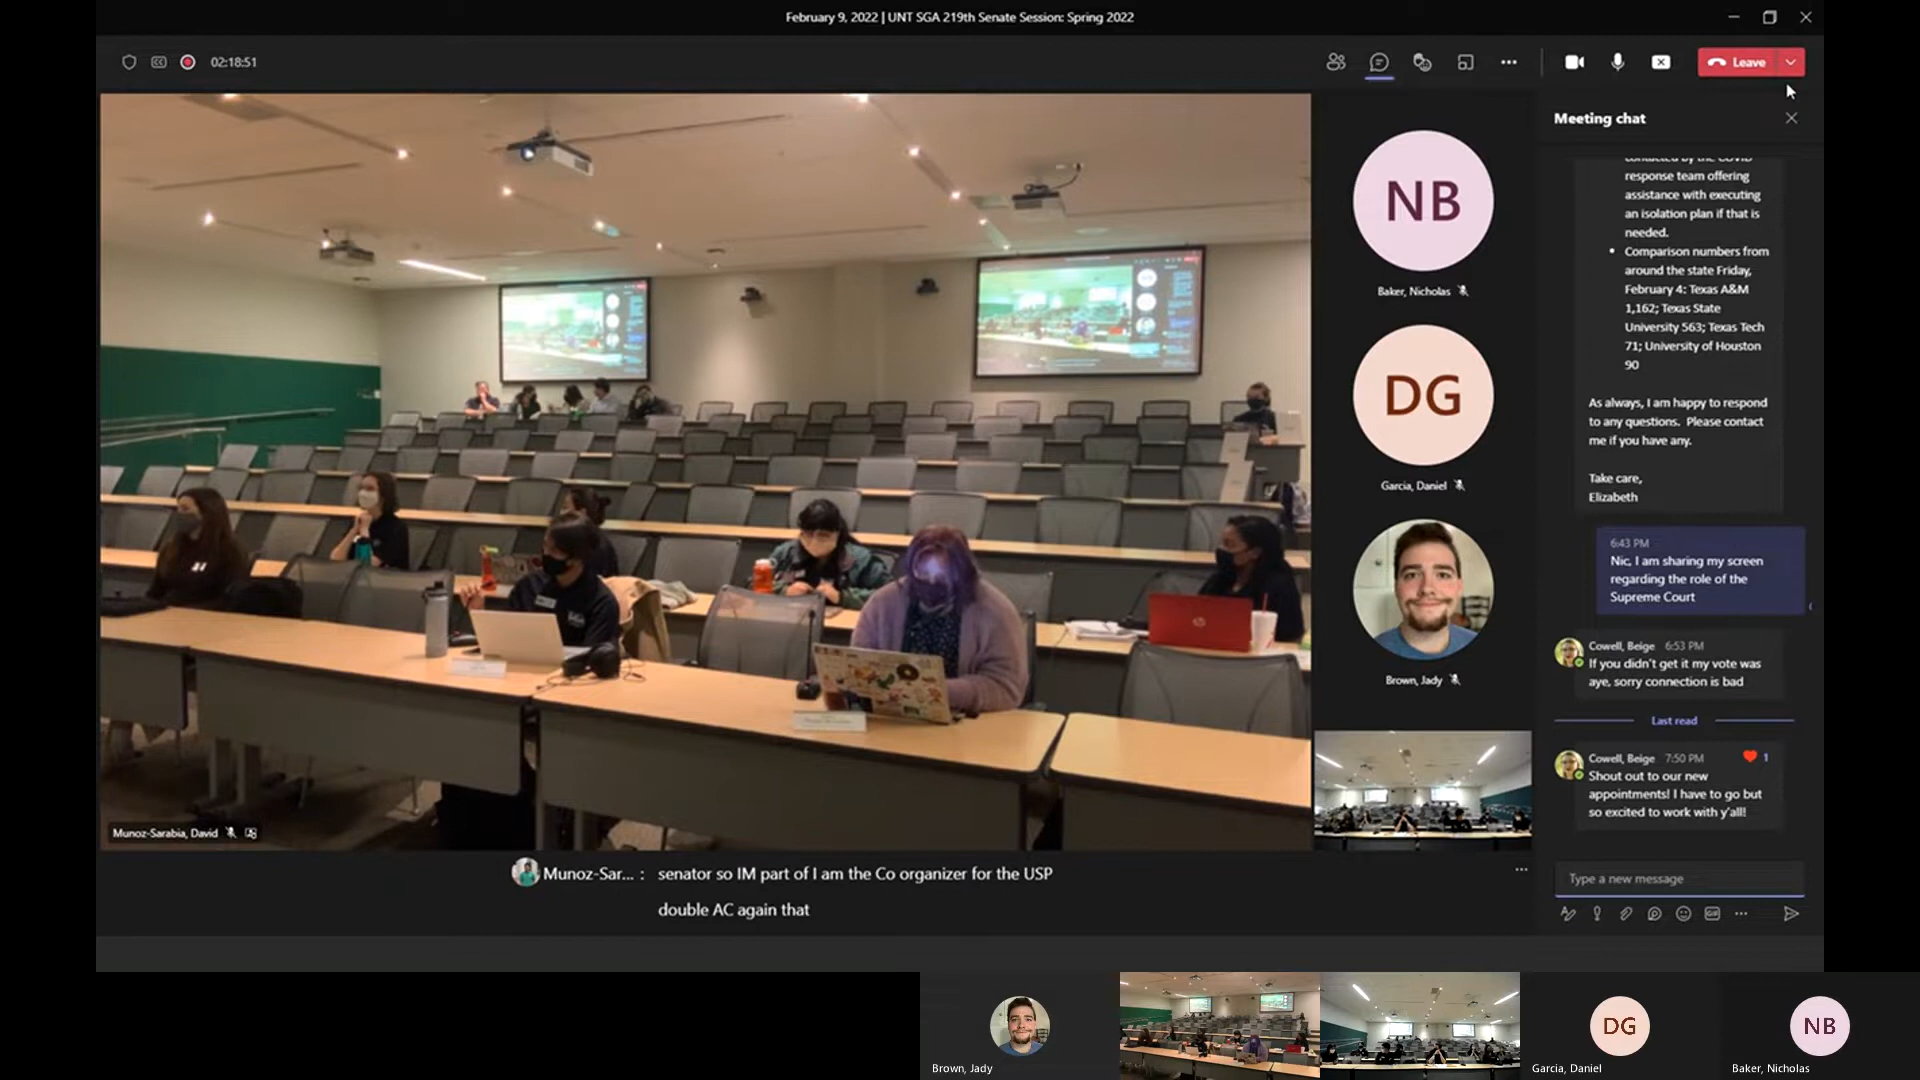 February 9, 2022 | UNT SGA 219th Senate Session: Spring 2022
02:18:51
Leave
Meeting chat
response team offering
assistance with executing
an isolation plan if that is
needed.
• Comparison numbers from
around the state Friday,
February 4: Texas A&M
1,162; Texas State
University 563; Texas Tech
71; University of Houston
90
As always, I am happy to respond
to any questions. Please contact
me if you have any.
Take care,
Elizabeth
6:43 PM
Nic, I am sharing my screen
regarding the role of the
Supreme Court
Cowell, Beige 6:53 PM
If you didn't get it my vote was
aye, sorry connection is bad
Last read
Cowell, Beige 7:50 PM 1
Shout out to our new
appointments! I have to go but
so excited to work with y'all!
Type a new message
GIF
NB
Baker, Nicholas
DG
Garcia, Daniel
Brown, Jady
Munoz-Sarabia, David
Munoz-Sar... : senator so IM part of I am the Co organizer for the USP
double AC again that
Brown, Jady
DG
Garcia, Daniel
NB
Baker, Nicholas